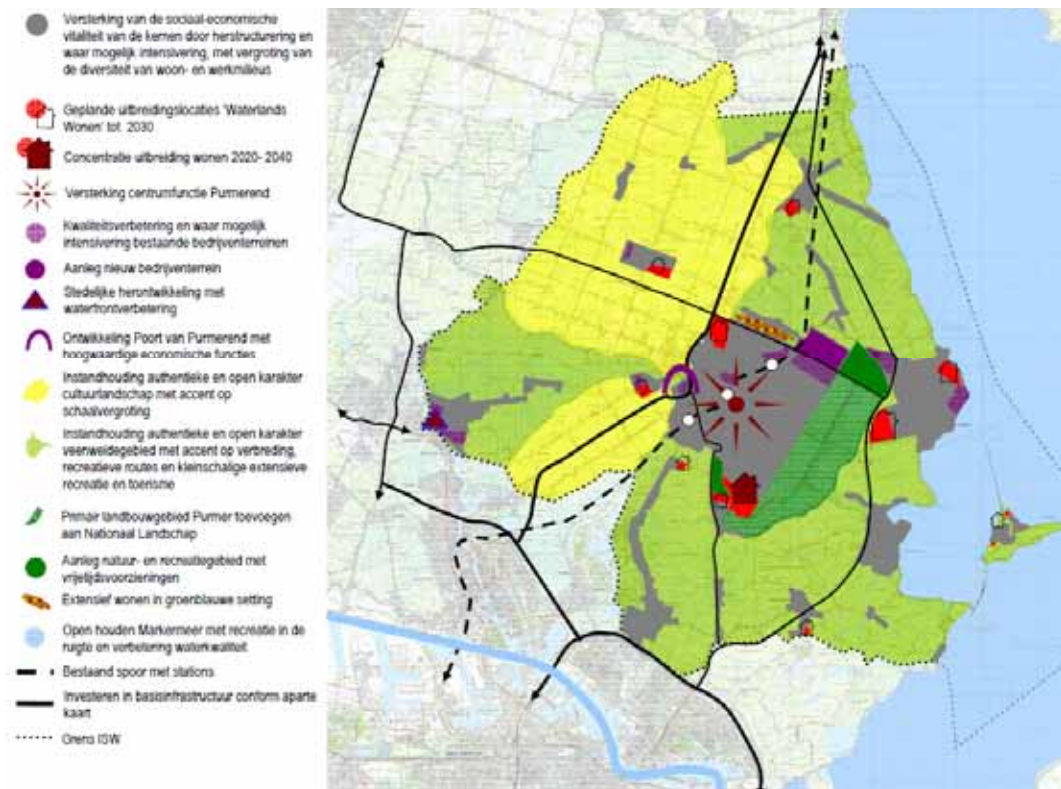 Versterking van de sociaal-economische
vitaliteit van de kernen door herstructurering en
waar mogelijk intensivering, met vergroting van
de diversiteit van woon- en werkmilieus
Geplande uitbreidingslocaties 'Waterlands
Wonen' tot 2030
Concentratie uitbreiding wonen 2020- 2040
Versterking centrumfunctie Purmerend
Kwaliteitsverbetering en waar mogelijk
intensivering bestaande bedrijventerreinen
Aanleg nieuw bedrijventerrein
Stedelijke herontwikkeling met
waterfrontverbetering
Ontwikkeling Poort van Purmerend met
hoogwaardige economische functies
Instandhouding authentieke en open karakter
cultuurlandschap met accent op
schaalvergroting
Instandhouding authentieke en open karakter
veenweidegebied met accent op verbreding,
recreatieve routes en kleinschalige extensieve
recreatie en toerisme
Primair landbouwgebied Purmer toevoegen
aan Nationaal Landschap
Aanleg natuur- en recreatiegebied met
vrijetijdsvoorzieningen
Extensief wonen in groenblauwe setting
Open houden Markermeer met recreatie in de
ruigte en verbetering waterkwaliteit
Bestaand spoor met stations
Investeren in basisinfrastructuur conform aparte
kaart
Grens ISW